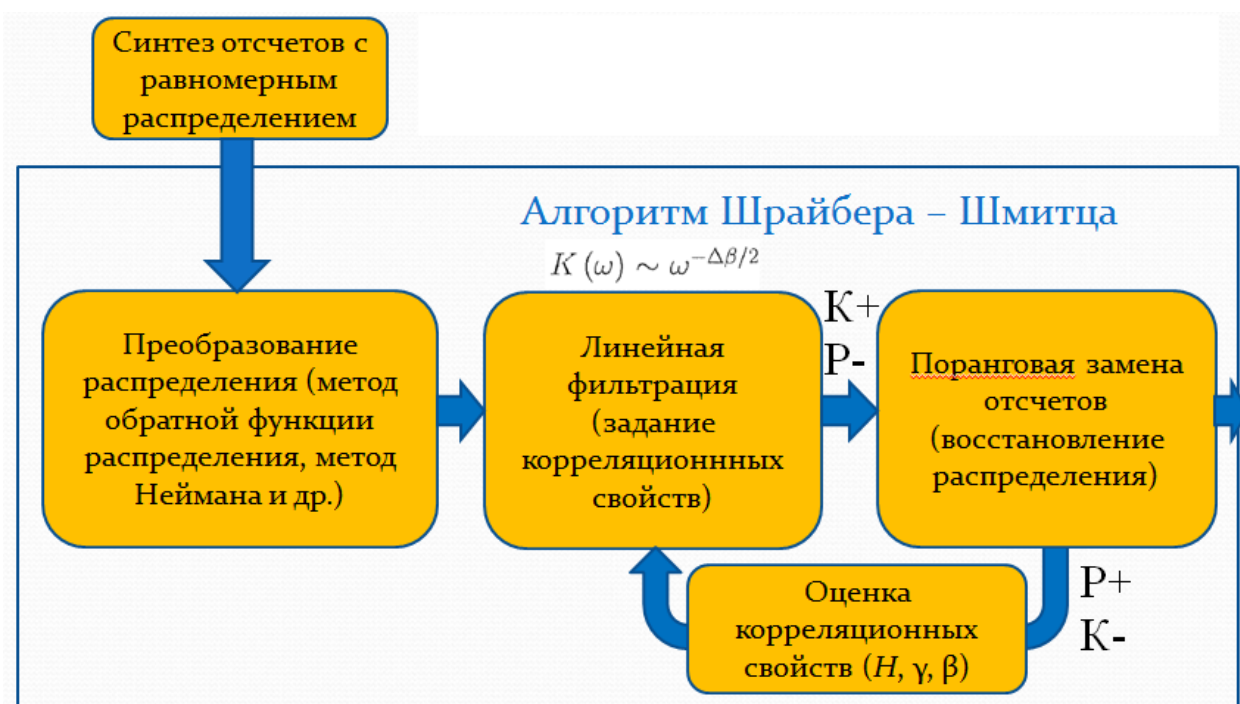 Синтез отсчетов с
равномерным
распределением
Алгоритм Шрайбера – Шмитца
K (ω) ∼ ω^{-Δβ/2}
Преобразование
распределения (метод
обратной функции
распределения, метод
Неймана и др.)
Линейная
фильтрация
(задание
корреляционнных
свойств)
К+
Р-
Поранговая замена
отсчетов
(восстановление
распределения)
Оценка
корреляционных
свойств (H, γ, β)
Р+
К-